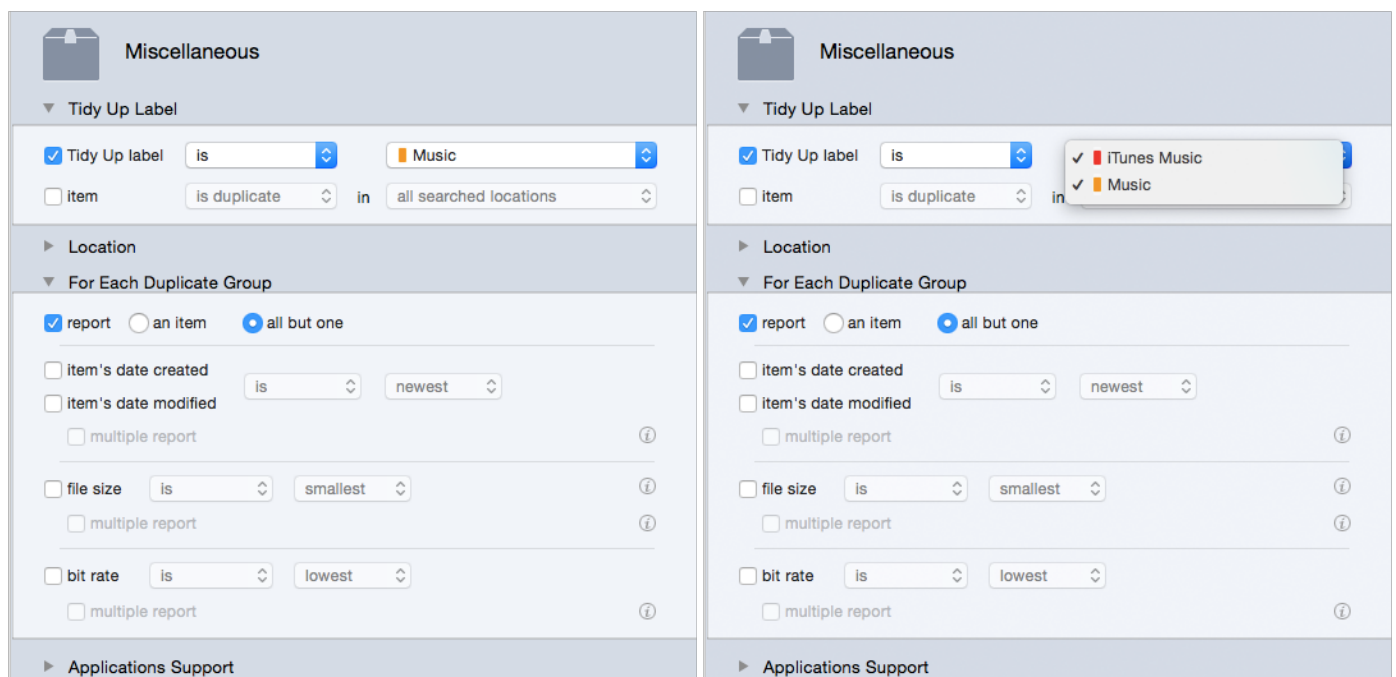 Miscellaneous
Tidy Up Label
Tidy Up label is Music
item is duplicate in all searched locations
Location
For Each Duplicate Group
report an item all but one
item's date created
is newest
item's date modified
multiple report
file size is smallest
multiple report
bit rate is lowest
multiple report
Applications Support
Miscellaneous
Tidy Up Label
Tidy Up label is iTunes Music
Music
item is duplicate in
Location
For Each Duplicate Group
report an item all but one
item's date created
is newest
item's date modified
multiple report
file size is smallest
multiple report
bit rate is lowest
multiple report
Applications Support